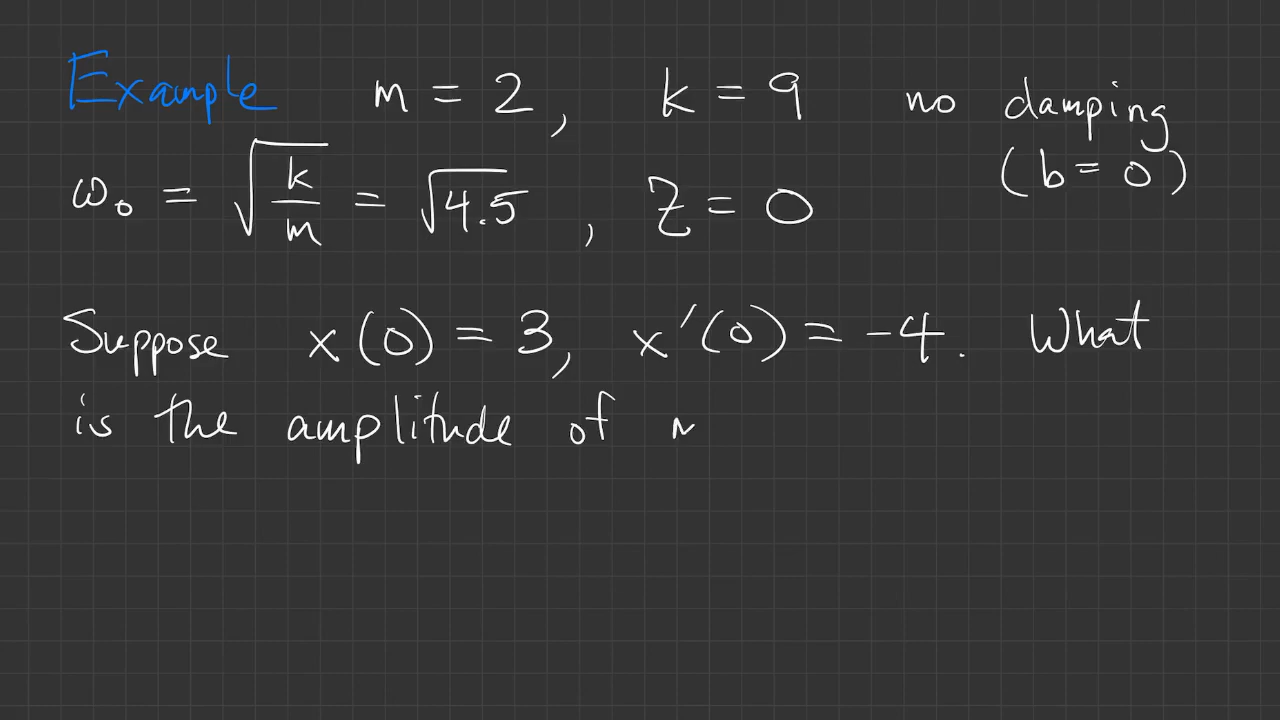 Example m = 2, k = 9 no damping
(b = 0)
ω₀ = √(k/m) = √4.5, Z = 0
Suppose x(0) = 3, x'(0) = -4. What
is the amplitude of